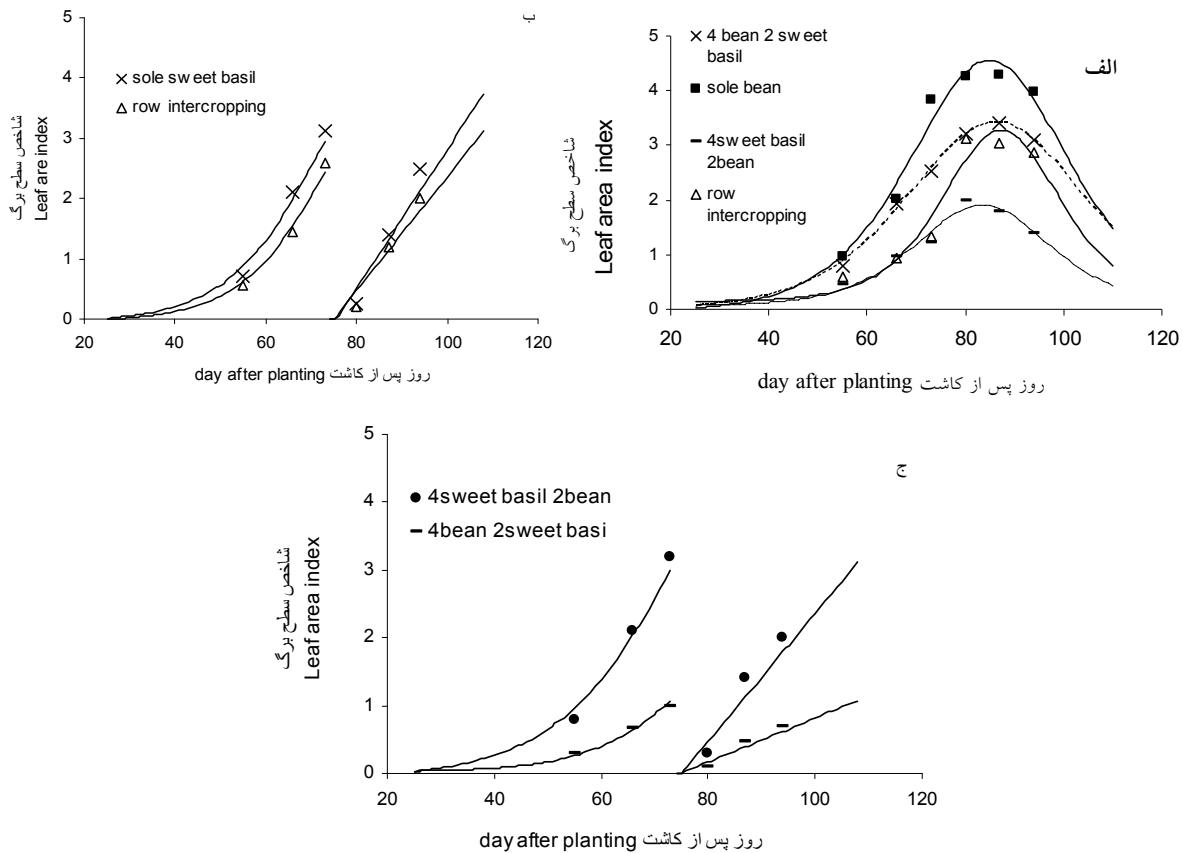 ب
5
4
3
2
1
0
20 40 60 80 100 120
sole sweet basil
row intercropping
شاخص سطح برگ
Leaf are index
day after planting روز پس از کاشت
الف
5
4
3
2
1
0
20 40 60 80 100 120
4 bean 2 sweet
basil
sole bean
4sweet basil
2bean
row
intercropping
شاخص سطح برگ
Leaf area index
day after planting روز پس از کاشت
ج
5
4
3
2
1
0
20 40 60 80 100 120
4sweet basil 2bean
4bean 2sweet basi
شاخص سطح برگ
Leaf area index
day after planting روز پس از کاشت